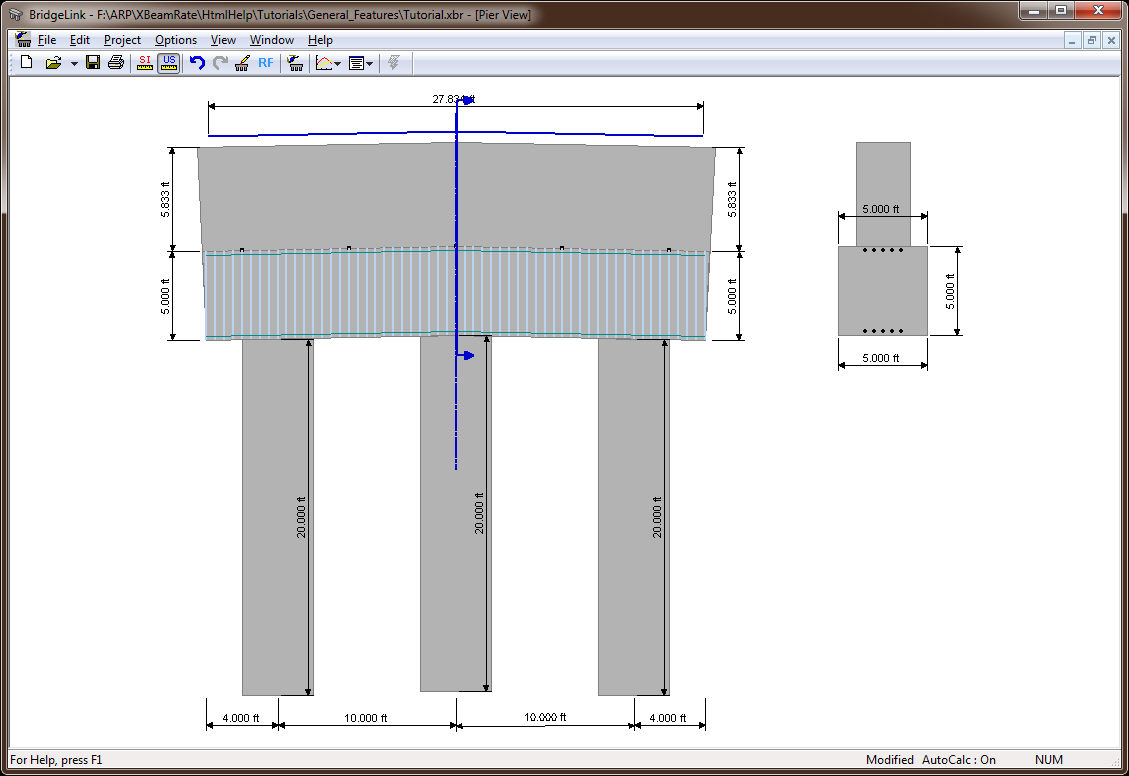 BridgeLink - F:\ARP\XBeamRate\HtmlHelp\Tutorials\General_Features\Tutorial.xbr - [Pier View]
File Edit Project Options View Window Help
SI US RF
5.833 ft
5.833 ft
5.000 ft
5.000 ft
5.000 ft
5.000 ft
5.000 ft
20.000 ft
20.000 ft
20.000 ft
4.000 ft 10.000 ft 10.000 ft 4.000 ft
For Help, press F1 Modified AutoCalc : On NUM